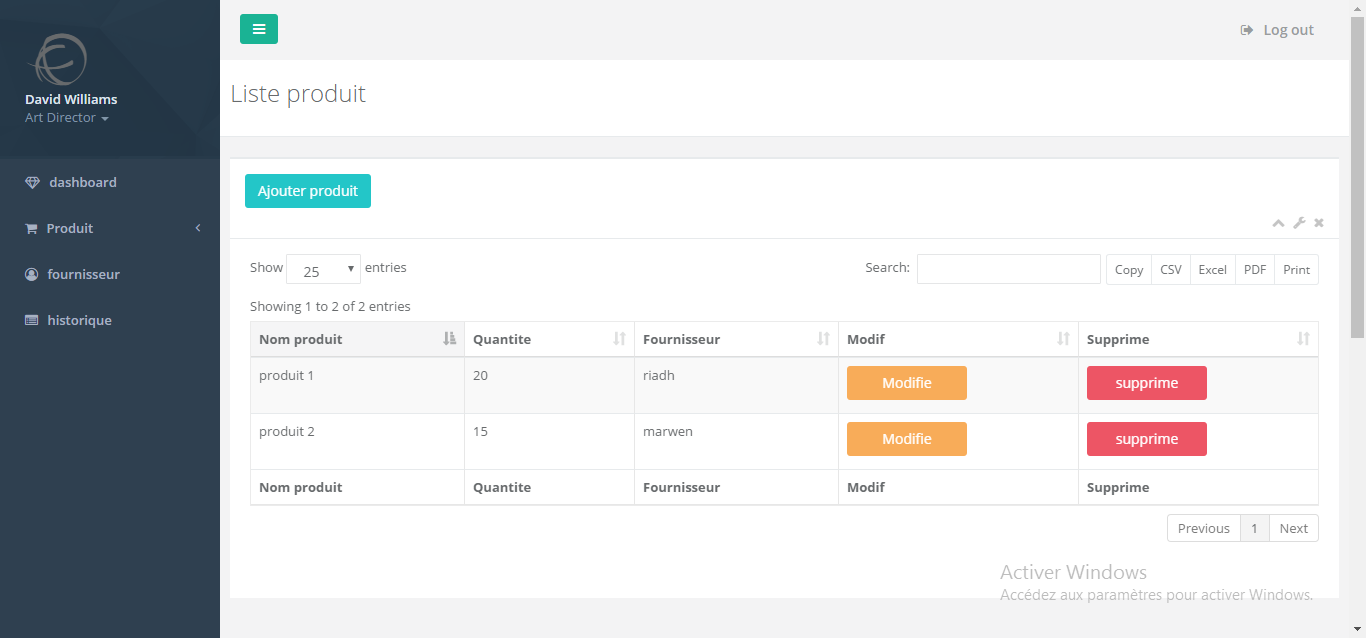 Log out
David Williams
Art Director
dashboard
Produit
fournisseur
historique
Liste produit
Ajouter produit
Show 25 entries
Search: Copy CSV Excel PDF Print
Showing 1 to 2 of 2 entries
Nom produit Quantite Fournisseur Modif Supprime
produit 1 20 riadh Modifie supprime
produit 2 15 marwen Modifie supprime
Nom produit Quantite Fournisseur Modif Supprime
Previous 1 Next
Activer Windows
Accédez aux paramètres pour activer Windows.